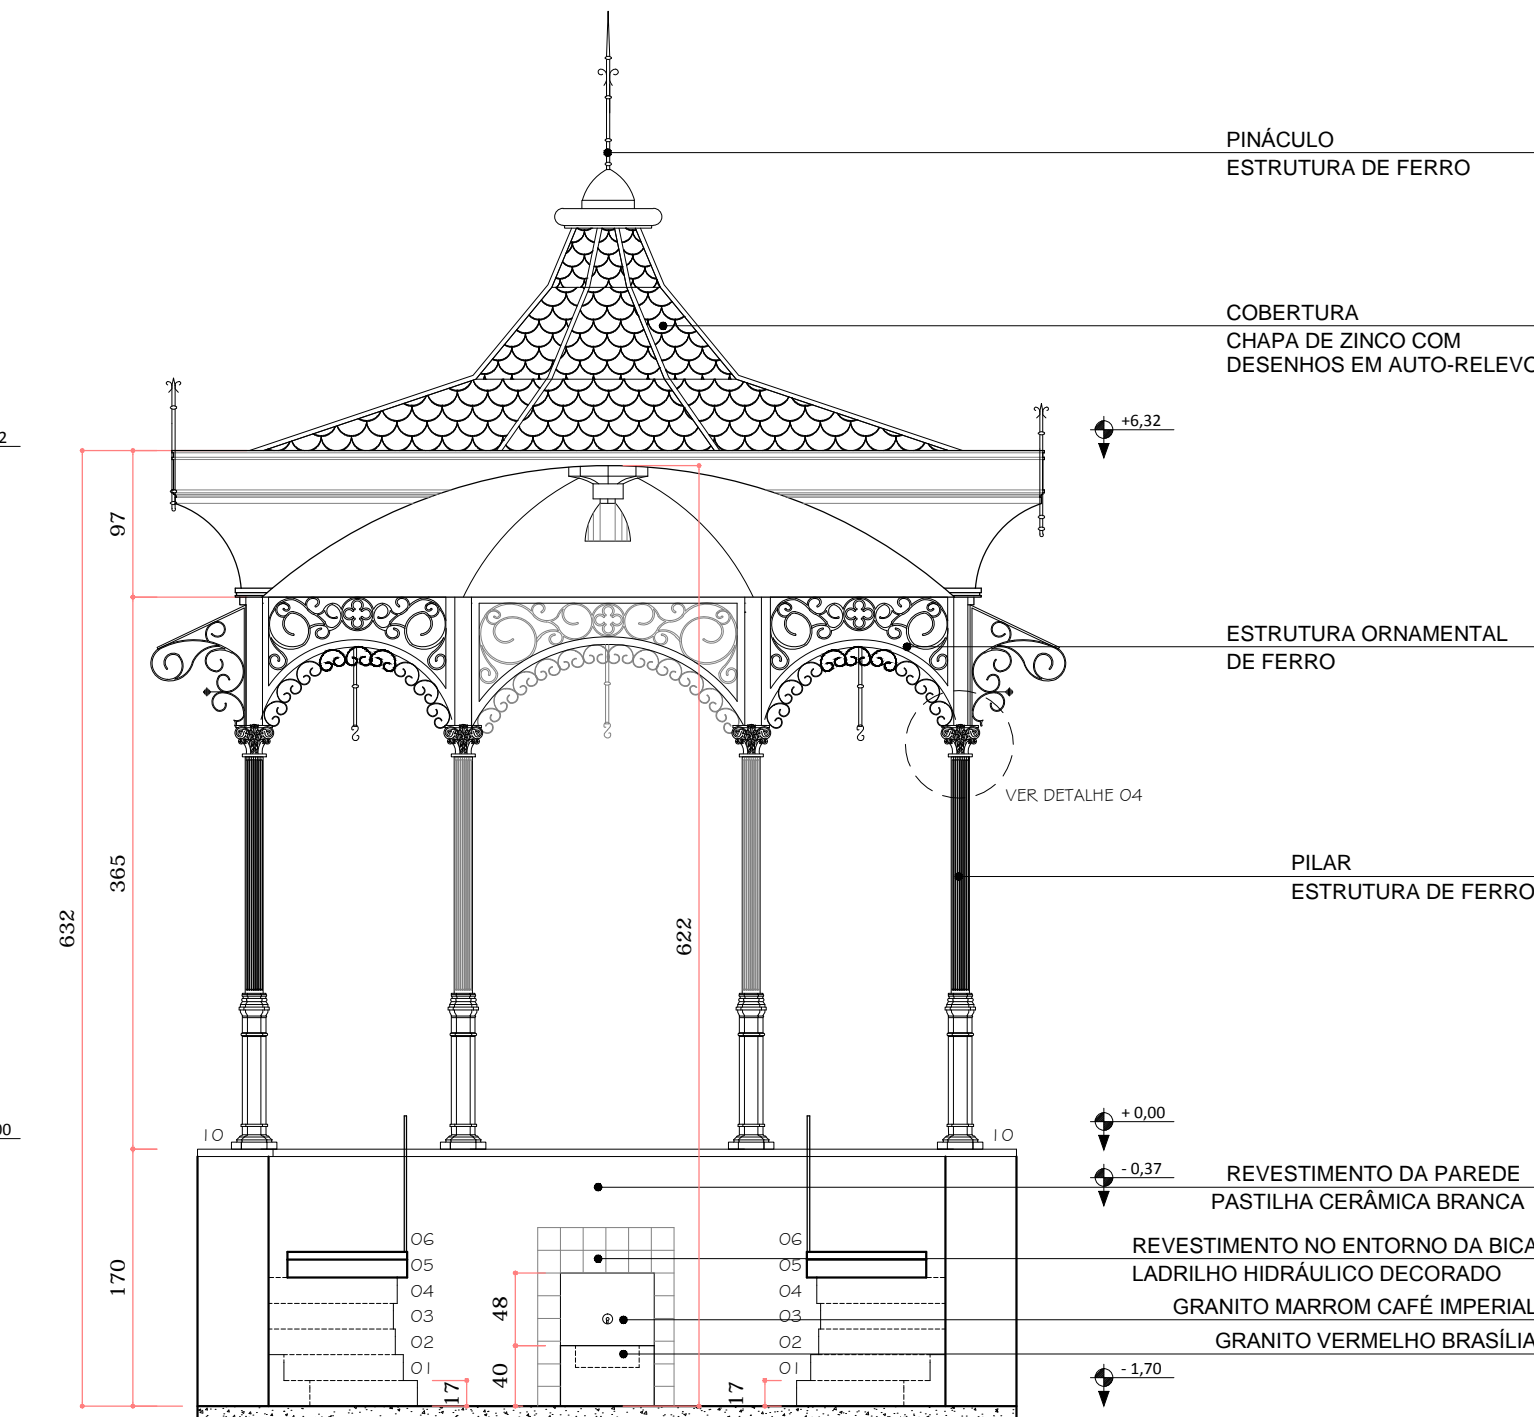 PINÁCULO
ESTRUTURA DE FERRO
COBERTURA
CHAPA DE ZINCO COM
DESENHOS EM AUTO-RELEVO
+6,32
2
97
ESTRUTURA ORNAMENTAL
DE FERRO
VER DETALHE 04
365
PILAR
ESTRUTURA DE FERRO
632
622
+ 0,00
00
10
10
- 0,37
REVESTIMENTO DA PAREDE
PASTILHA CERÂMICA BRANCA
170
06
05
04
03
02
01
06
05
04
03
02
01
REVESTIMENTO NO ENTORNO DA BICA
LADRILHO HIDRÁULICO DECORADO
48
GRANITO MARROM CAFÉ IMPERIAL
GRANITO VERMELHO BRASÍLIA
40
17
17
- 1,70